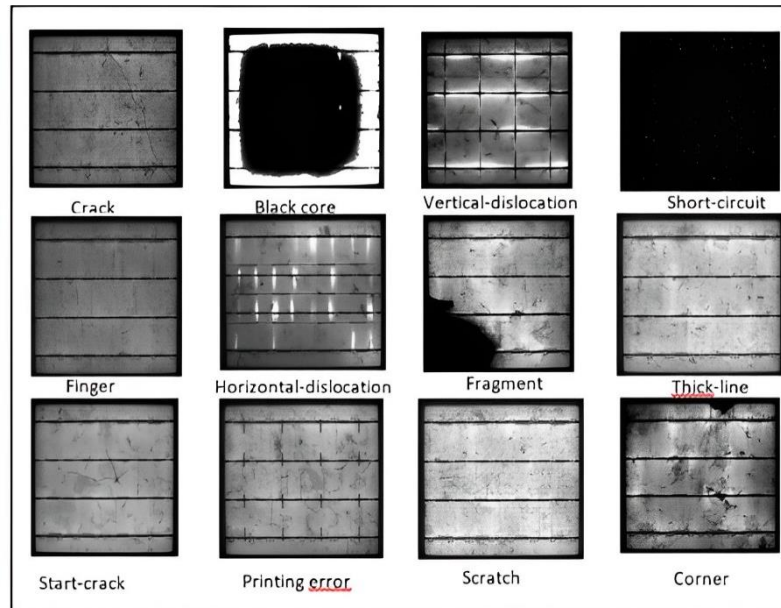 Crack
Black core
Vertical-dislocation
Short-circuit
Finger
Horizontal-dislocation
Fragment
Thick-line
Start-crack
Printing error
Scratch
Corner